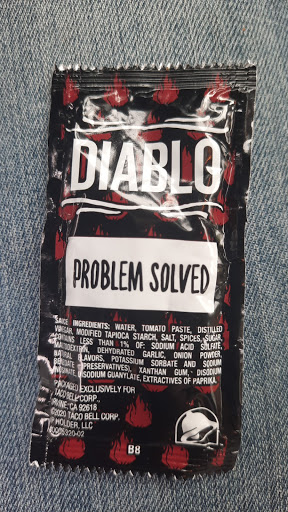 DIABLO
PROBLEM SOLVED
INGREDIENTS: WATER, TOMATO PASTE, DISTILLED
VINEGAR, MODIFIED TAPIOCA STARCH, SALT, SPICES, SUGAR,
CONTAINS LESS THAN 1% OF: SODIUM ACID SULFATE,
DEHYDRATED GARLIC, ONION POWDER,
NATURAL FLAVORS, POTASSIUM SORBATE AND SODIUM
(PRESERVATIVES), XANTHAN GUM, DISODIUM
DISODIUM GUANYLATE, EXTRACTIVES OF PAPRIKA.
PACKAGED EXCLUSIVELY FOR
TACO BELL CORP.
IRVINE, CA 92618
©2020 TACO BELL CORP.
HOLDER, LLC
B8